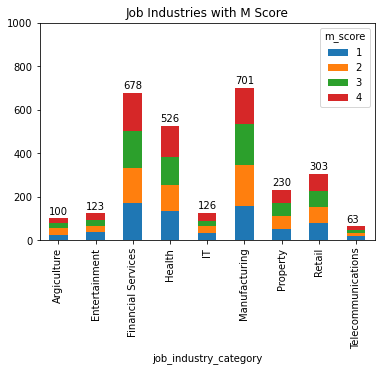 Job Industries with M Score
1000
800
600
400
200
0
m_score
1
2
3
4
100
123
678
526
126
701
230
303
63
Argiculture
Entertainment
Financial Services
Health
IT
Manufacturing
Property
Retail
Telecommunications
job_industry_category